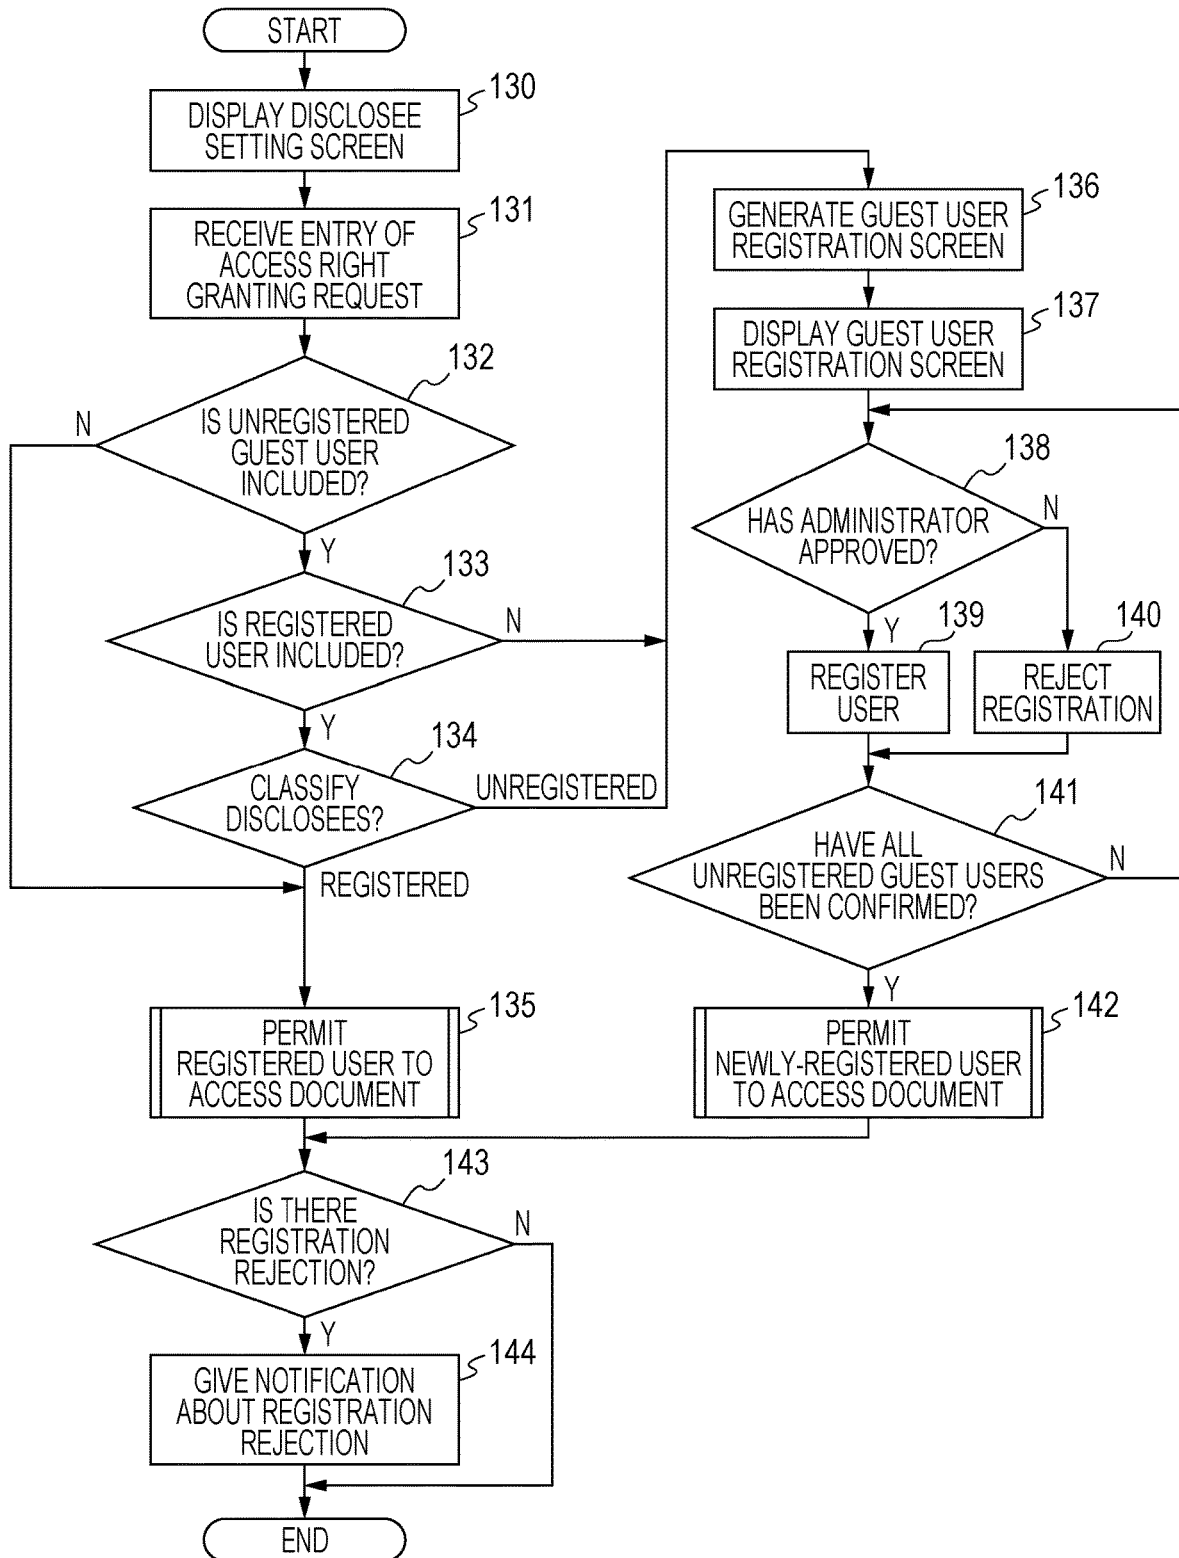 START
130
DISPLAY DISCLOSEE
SETTING SCREEN
131
RECEIVE ENTRY OF
ACCESS RIGHT
GRANTING REQUEST
132
N
IS UNREGISTERED
GUEST USER
INCLUDED?
Y
133
N
IS REGISTERED
USER INCLUDED?
Y
134
CLASSIFY
DISCLOSEES?
UNREGISTERED
REGISTERED
135
PERMIT
REGISTERED USER TO
ACCESS DOCUMENT
136
GENERATE GUEST USER
REGISTRATION SCREEN
137
DISPLAY GUEST USER
REGISTRATION SCREEN
138
N
HAS ADMINISTRATOR
APPROVED?
Y
139
REGISTER
USER
140
REJECT
REGISTRATION
141
HAVE ALL
UNREGISTERED GUEST USERS
BEEN CONFIRMED?
N
Y
142
PERMIT
NEWLY-REGISTERED USER
TO ACCESS DOCUMENT
143
IS THERE
REGISTRATION
REJECTION?
N
Y
144
GIVE NOTIFICATION
ABOUT REGISTRATION
REJECTION
END